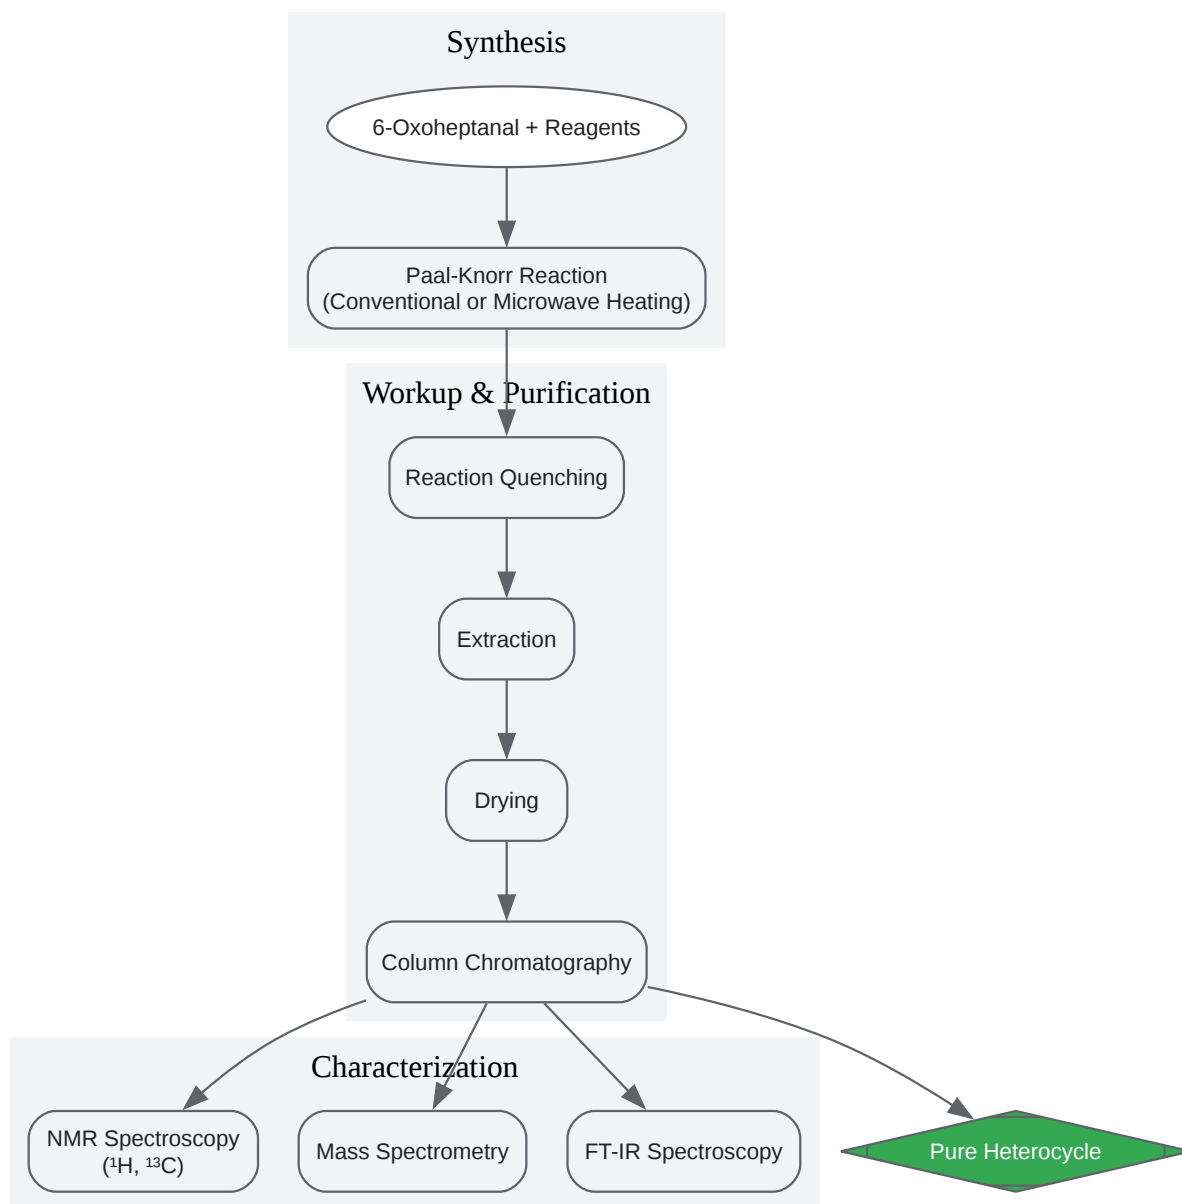 Synthesis
6-Oxoheptanal + Reagents
Paal-Knorr Reaction
(Conventional or Microwave Heating)
Workup & Purification
Reaction Quenching
Extraction
Drying
Column Chromatography
Characterization
NMR Spectroscopy
(¹H, ¹³C)
Mass Spectrometry
FT-IR Spectroscopy
Pure Heterocycle